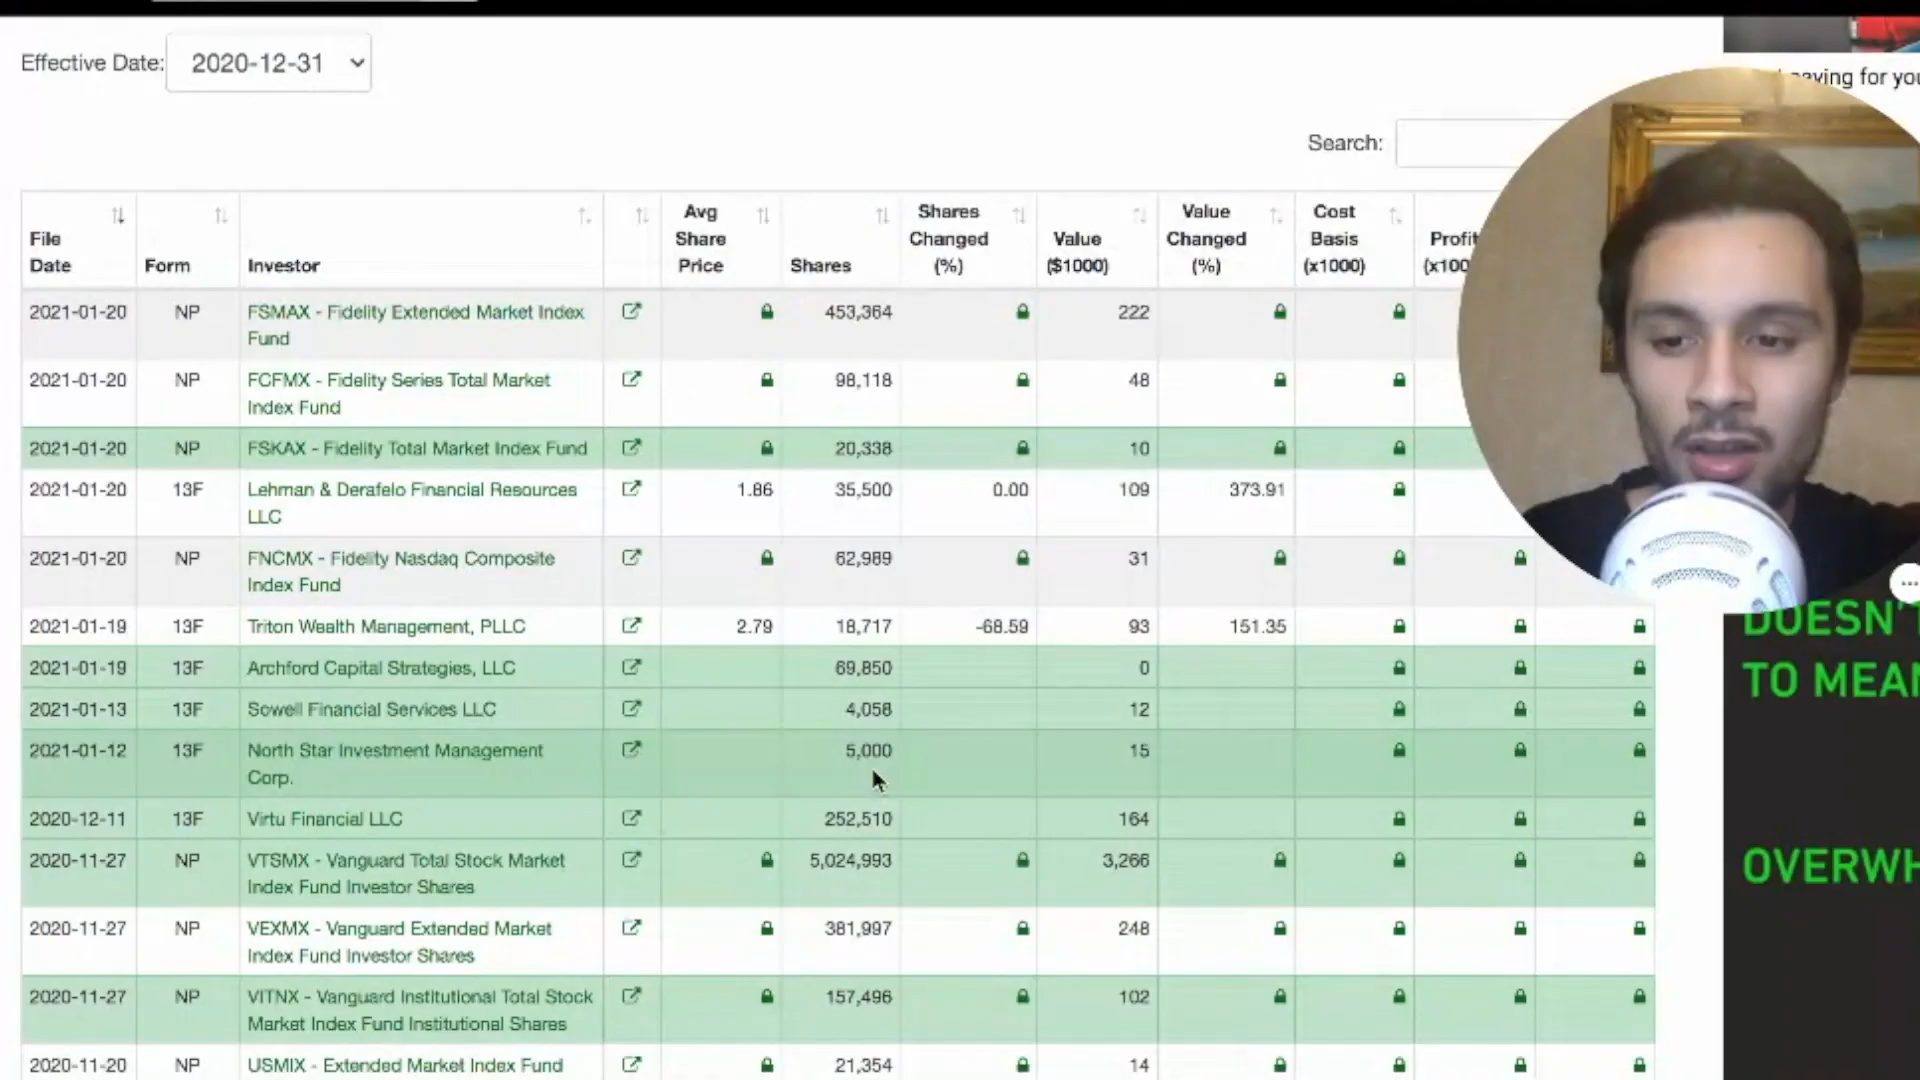 Effective Date: 2020-12-31
aving for you
Search:
File Date Form Investor Avg Share Price Shares Shares Changed (%) Value ($1000) Value Changed (%) Cost Basis (x1000) Profit (x100
2021-01-20 NP FSMAX - Fidelity Extended Market Index 453,364 222
Fund
2021-01-20 NP FCFMX - Fidelity Series Total Market 98,118 48
Index Fund
2021-01-20 NP FSKAX - Fidelity Total Market Index Fund 20,338 10
2021-01-20 13F Lehman & Derafelo Financial Resources 1.86 35,500 0.00 109 373.91
LLC
2021-01-20 NP FNCMX - Fidelity Nasdaq Composite 62,989 31
Index Fund
2021-01-19 13F Triton Wealth Management, PLLC 2.79 18,717 -68.59 93 151.35
2021-01-19 13F Archford Capital Strategies, LLC 69,850 0
2021-01-13 13F Sowell Financial Services LLC 4,058 12
2021-01-12 13F North Star Investment Management 5,000 15
Corp.
2020-12-11 13F Virtu Financial LLC 252,510 164
2020-11-27 NP VTSMX - Vanguard Total Stock Market 5,024,993 3,266
Index Fund Investor Shares
2020-11-27 NP VEXMX - Vanguard Extended Market 381,997 248
Index Fund Investor Shares
2020-11-27 NP VITNX - Vanguard Institutional Total Stock 157,496 102
Market Index Fund Institutional Shares
2020-11-20 NP USMIX - Extended Market Index Fund 21,354 14
DOESN'T
TO MEAN
OVERWH